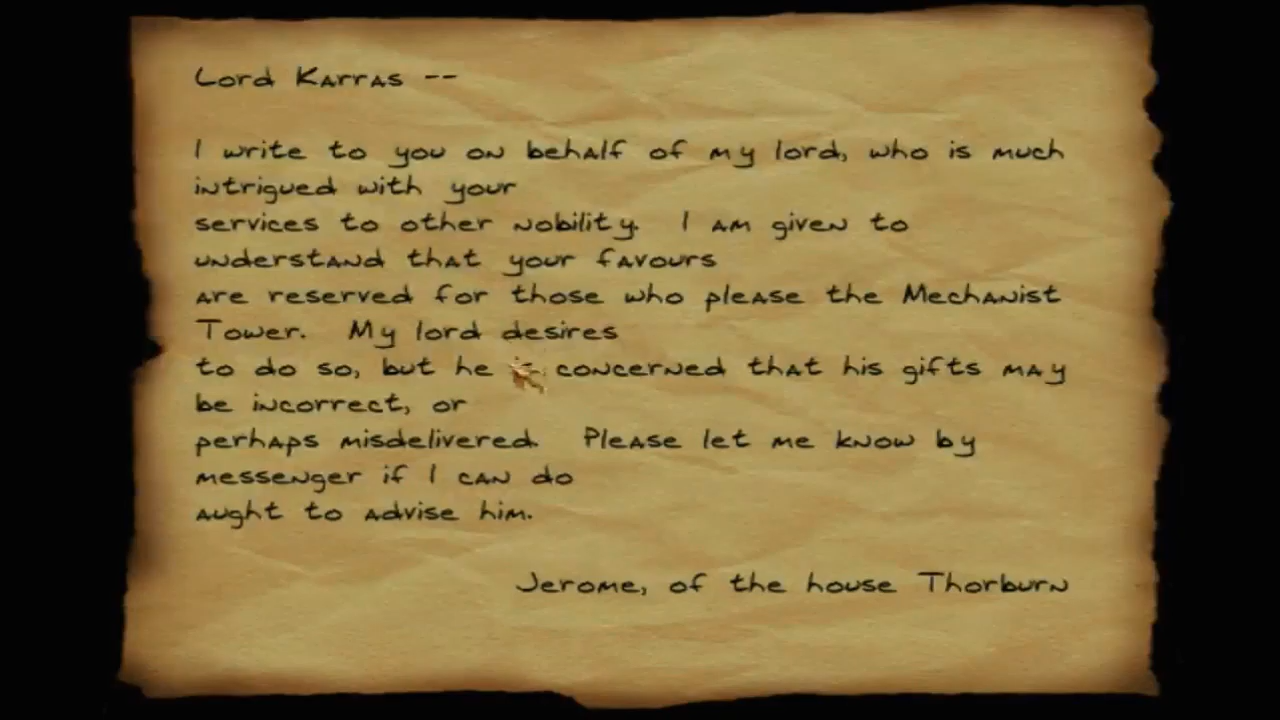 Lord Karras --
I write to you on behalf of my lord, who is much
intrigued with your
services to other nobility. I am given to
understand that your favours
are reserved for those who please the Mechanist
Tower. My lord desires
to do so, but he is concerned that his gifts may
be incorrect, or
perhaps misdelivered. Please let me know by
messenger if I can do
aught to advise him.
Jerome, of the house Thorburn